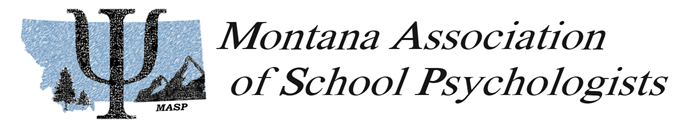 Ψ
MASP
Montana Association
of School Psychologists